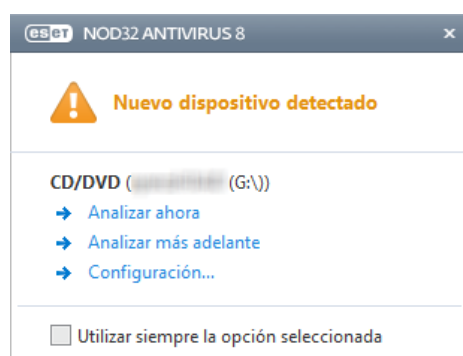 eset NOD32 ANTIVIRUS 8
Nuevo dispositivo detectado
CD/DVD ( (G:\))
Analizar ahora
Analizar más adelante
Configuración...
Utilizar siempre la opción seleccionada